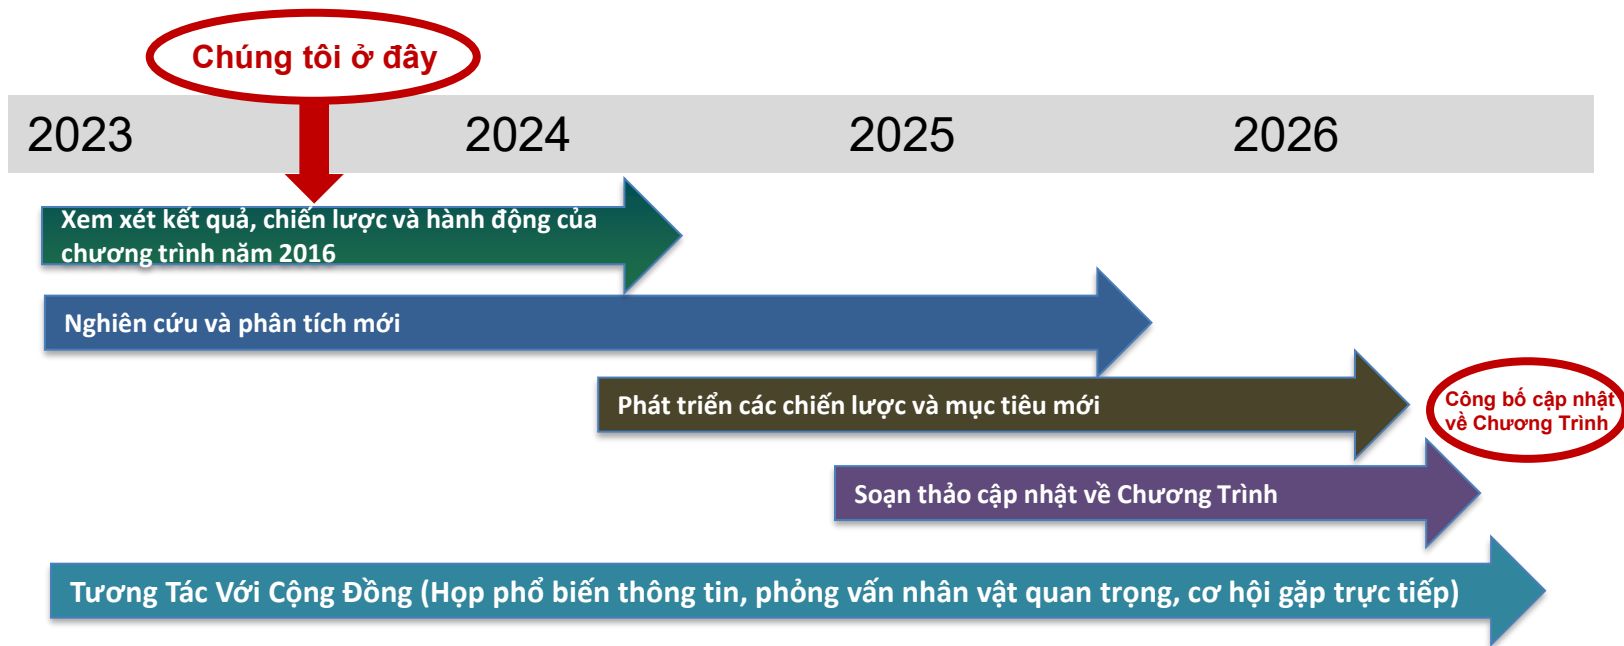 Chúng tôi ở đây
2023 2024 2025 2026
Xem xét kết quả, chiến lược và hành động của
chương trình năm 2016
Nghiên cứu và phân tích mới
Phát triển các chiến lược và mục tiêu mới
Công bố cập nhật
về Chương Trình
Soạn thảo cập nhật về Chương Trình
Tương Tác Với Cộng Đồng (Họp phổ biến thông tin, phỏng vấn nhân vật quan trọng, cơ hội gặp trực tiếp)